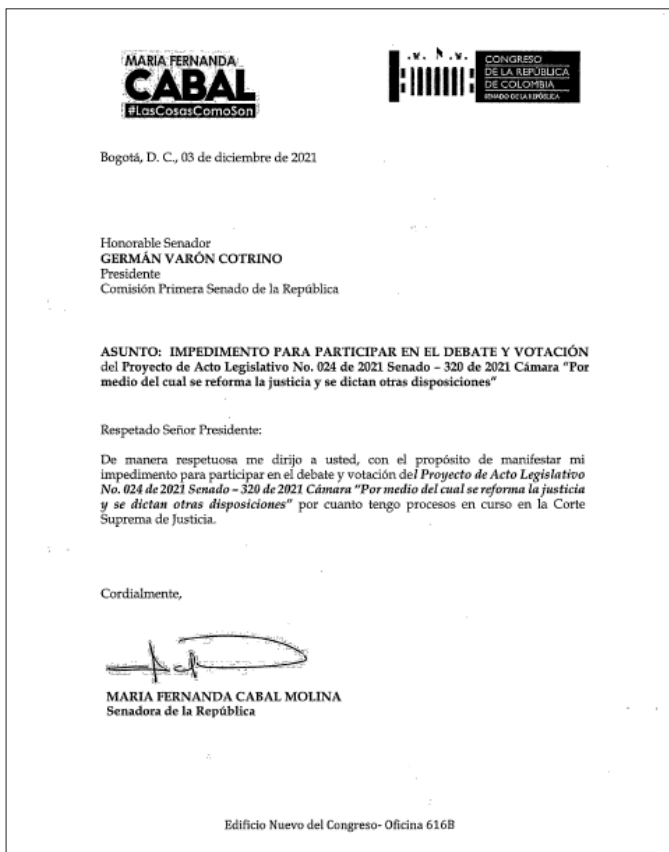 MARIA FERNANDA
CABAL
#LasCosasComoSon
CONGRESO
DE LA REPÚBLICA
DE COLOMBIA
SENADO DE LA REPÚBLICA
Bogotá, D. C., 03 de diciembre de 2021
Honorable Senador
GERMÁN VARÓN COTRINO
Presidente
Comisión Primera Senado de la República
ASUNTO: IMPEDIMENTO PARA PARTICIPAR EN EL DEBATE Y VOTACIÓN
del Proyecto de Acto Legislativo No. 024 de 2021 Senado – 320 de 2021 Cámara “Por
medio del cual se reforma la justicia y se dictan otras disposiciones”
Respetado Señor Presidente:
De manera respetuosa me dirijo a usted, con el propósito de manifestar mi
impedimento para participar en el debate y votación del Proyecto de Acto Legislativo
No. 024 de 2021 Senado – 320 de 2021 Cámara “Por medio del cual se reforma la justicia
y se dictan otras disposiciones” por cuanto tengo procesos en curso en la Corte
Suprema de Justicia.
Cordialmente,
MARIA FERNANDA CABAL MOLINA
Senadora de la República
Edificio Nuevo del Congreso- Oficina 616B